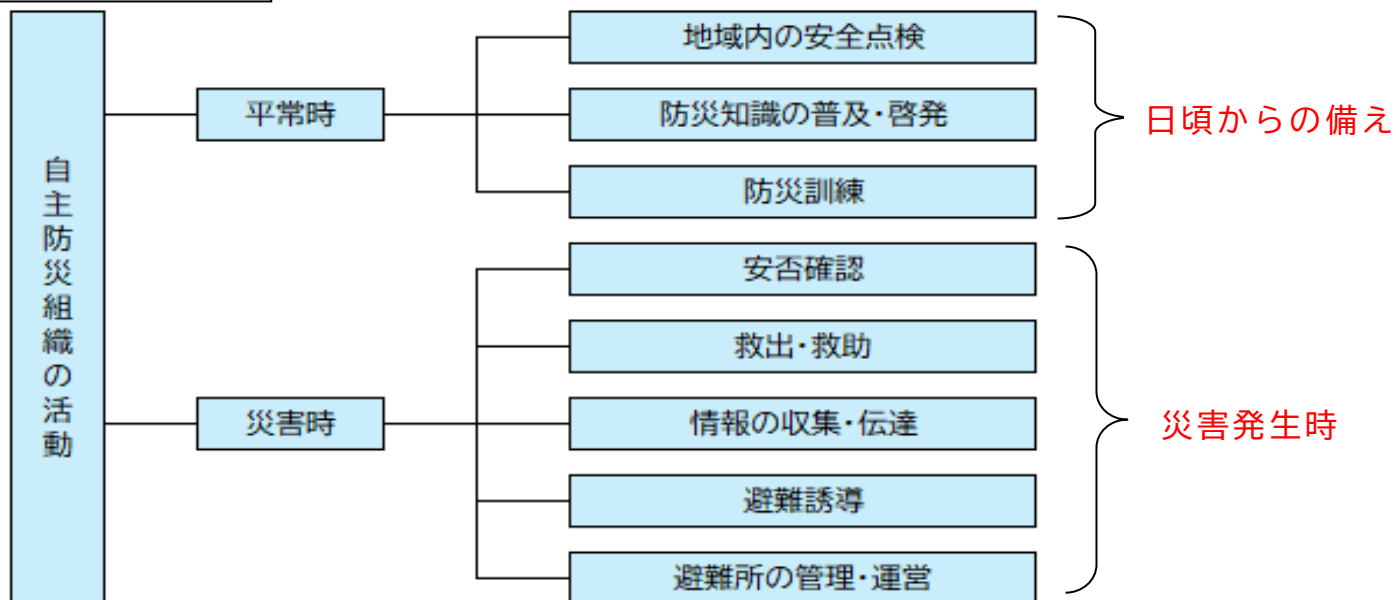 自主防災組織の活動
平常時
地域内の安全点検
防災知識の普及・啓発
防災訓練
日頃からの備え
災害時
安否確認
救出・救助
情報の収集・伝達
避難誘導
避難所の管理・運営
災害発生時